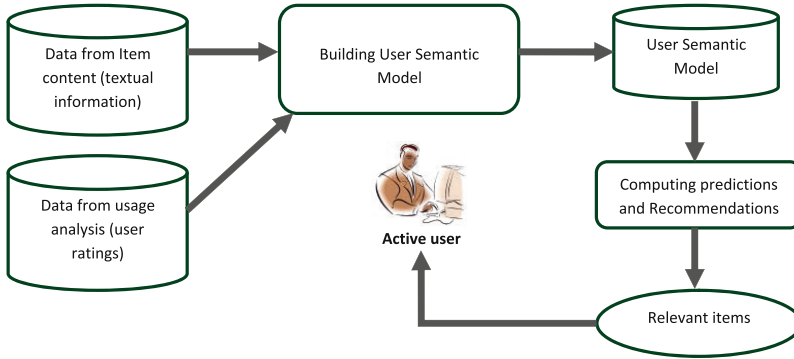 Data from Item
content (textual
information)
Building User Semantic
Model
User Semantic
Model
Data from usage
analysis (user
ratings)
Active user
Computing predictions
and Recommendations
Relevant items